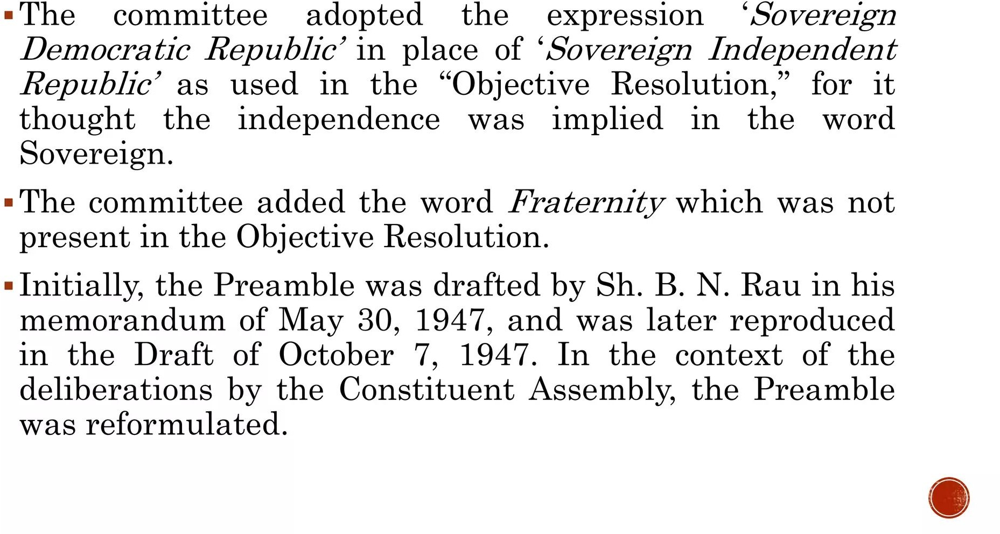 ▪The committee adopted the expression ‘Sovereign
Democratic Republic’ in place of ‘Sovereign Independent
Republic’ as used in the “Objective Resolution,” for it
thought the independence was implied in the word
Sovereign.
▪The committee added the word Fraternity which was not
present in the Objective Resolution.
▪Initially, the Preamble was drafted by Sh. B. N. Rau in his
memorandum of May 30, 1947, and was later reproduced
in the Draft of October 7, 1947. In the context of the
deliberations by the Constituent Assembly, the Preamble
was reformulated.